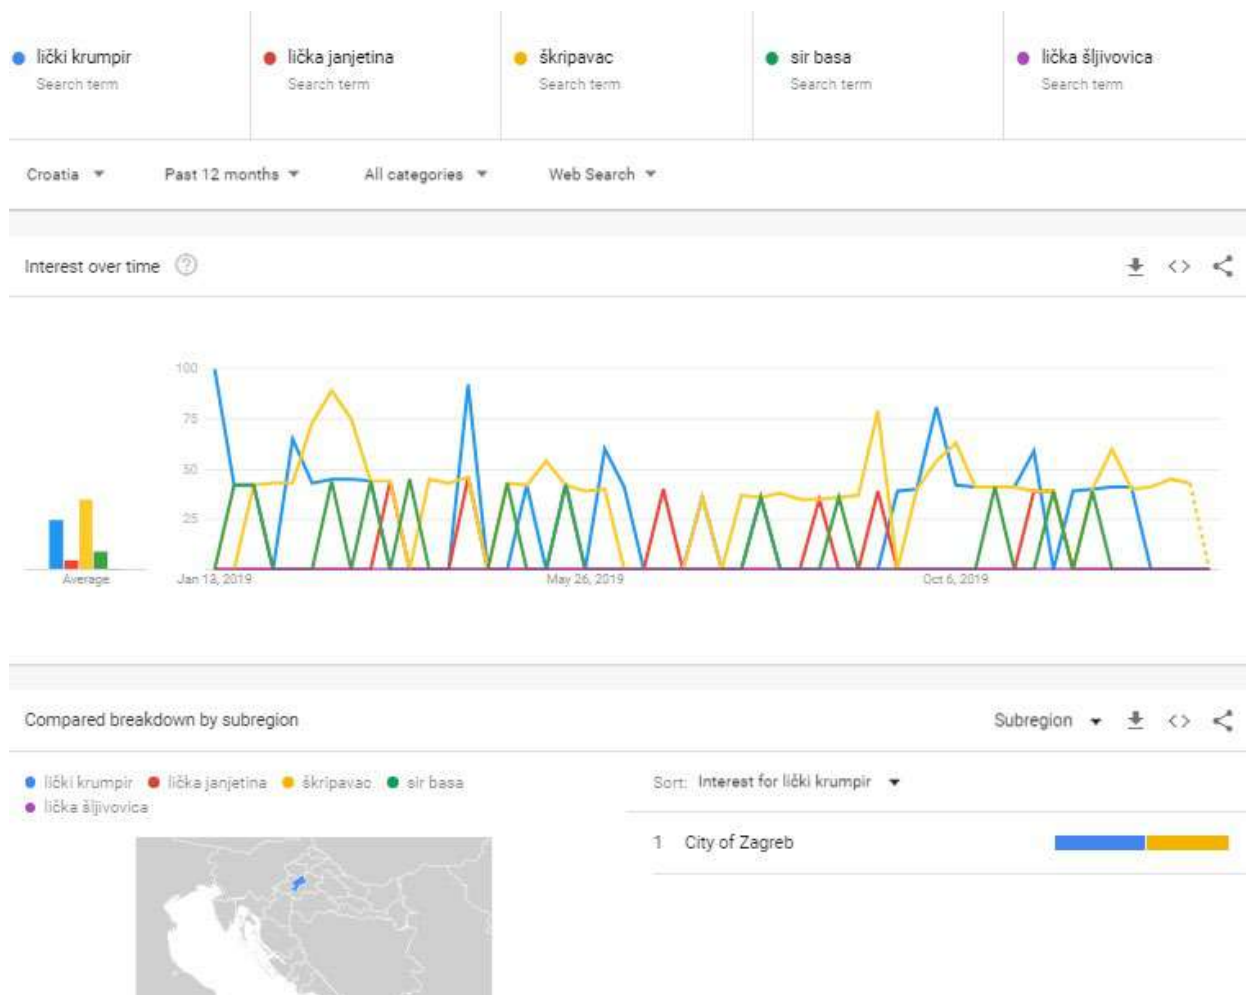 lički krumpir
Search term
lička janjetina
Search term
škripavac
Search term
sir basa
Search term
lička šljivovica
Search term
Croatia Past 12 months All categories Web Search
Interest over time ?
100
75
50
25
Average
Jan 13, 2019 May 26, 2019 Oct 6, 2019
Compared breakdown by subregion
Subregion
lički krumpir lička janjetina škripavac sir basa
lička šljivovica
Sort: Interest for lički krumpir
1 City of Zagreb